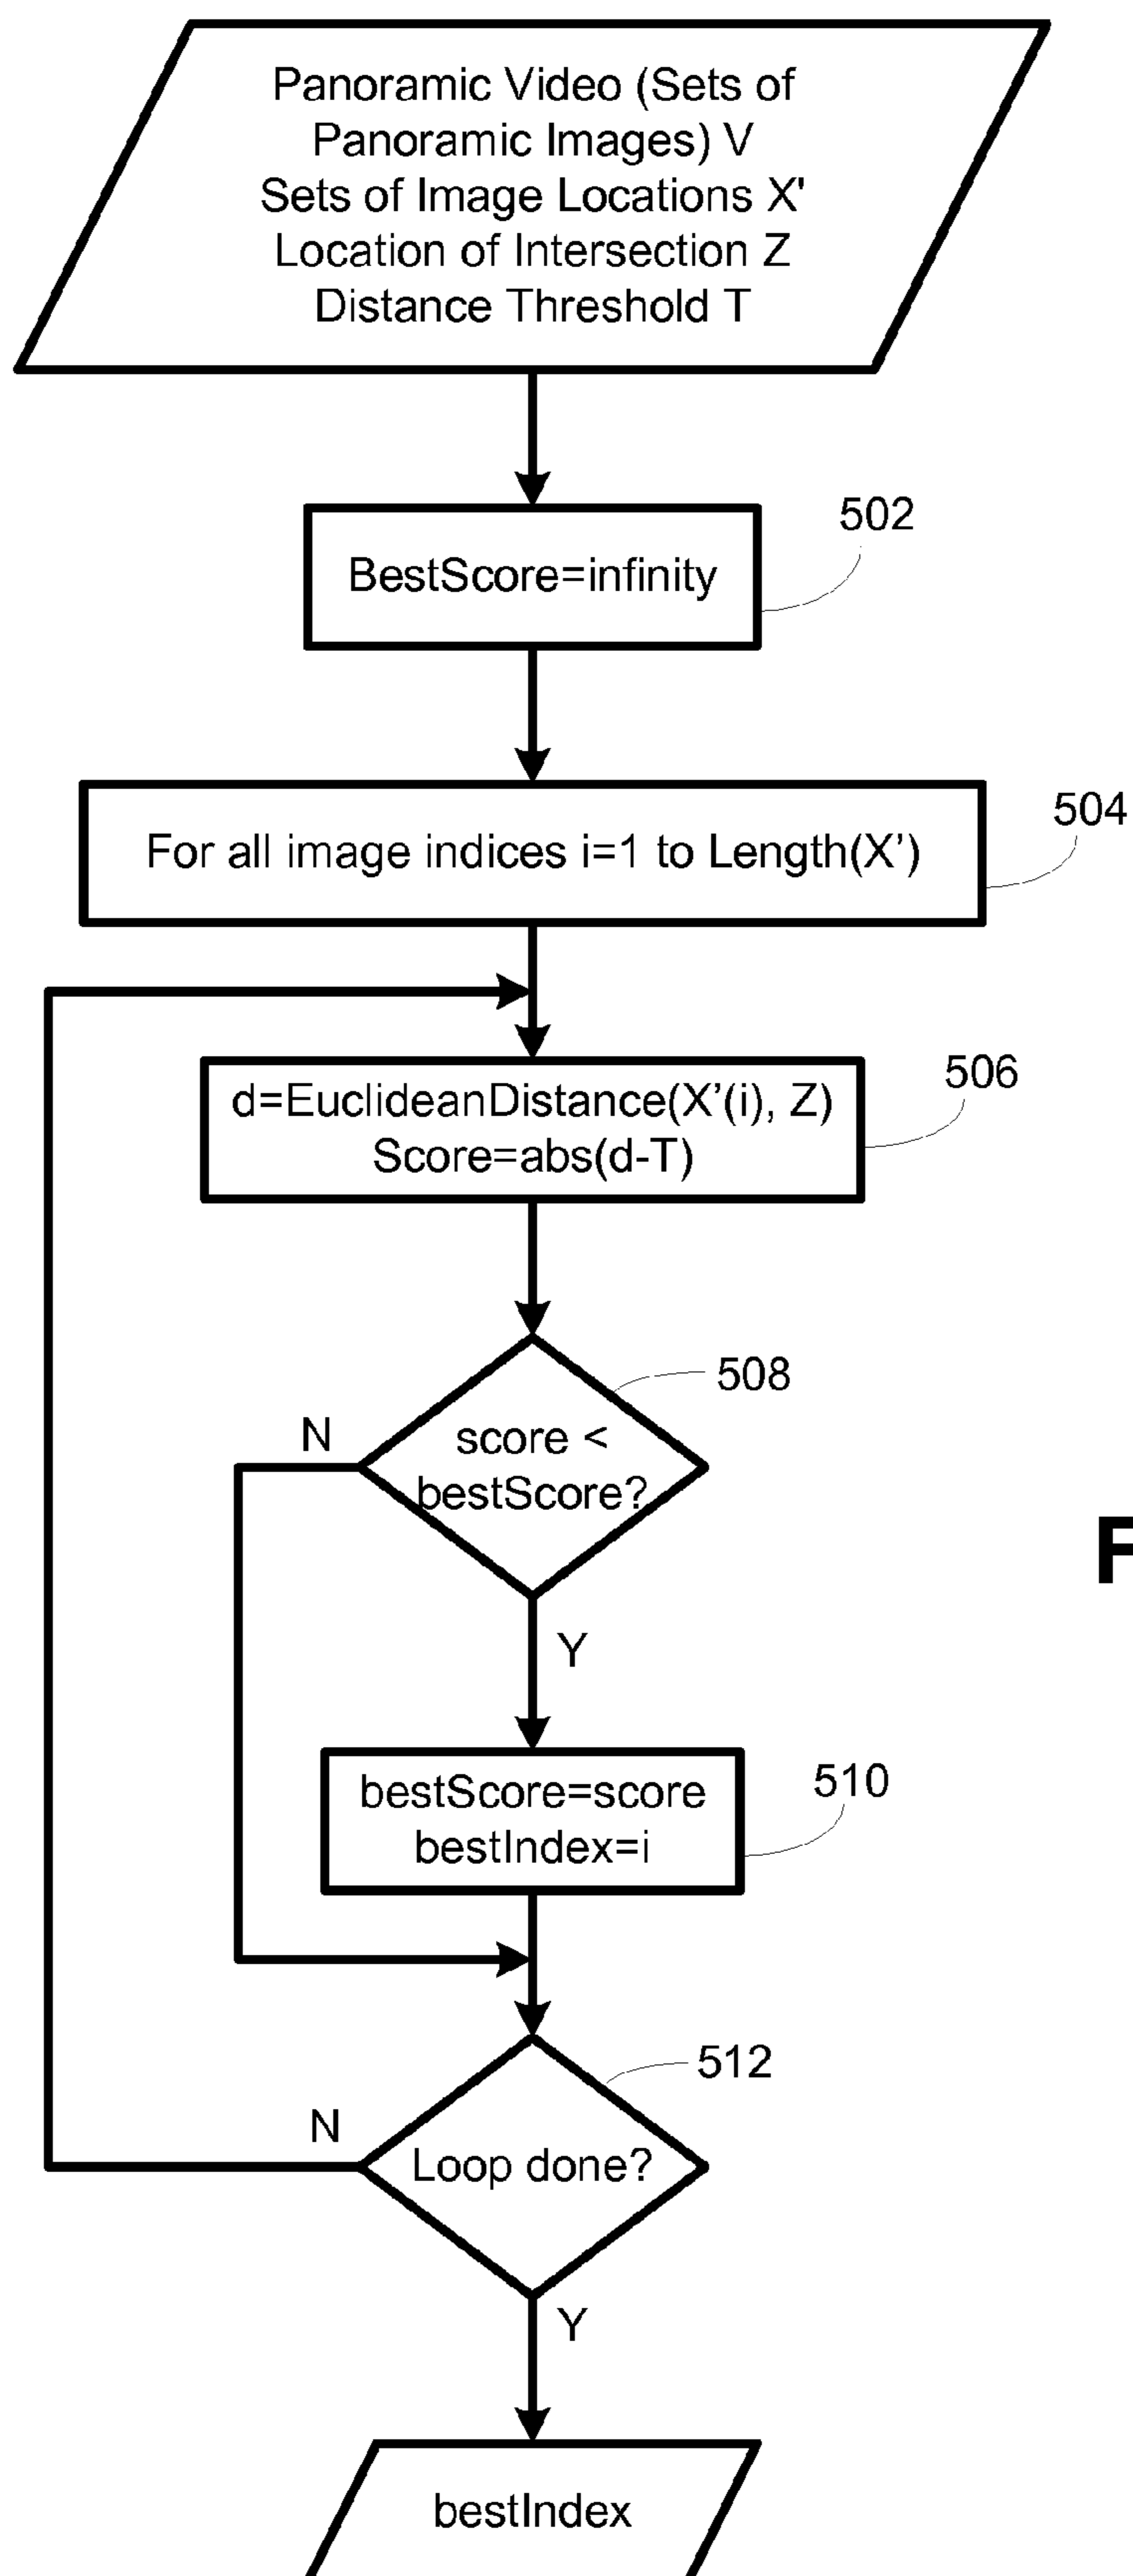 Panoramic Video (Sets of
Panoramic Images) V
Sets of Image Locations X'
Location of Intersection Z
Distance Threshold T
BestScore=infinity
502
For all image indices i=1 to Length(X’)
504
d=EuclideanDistance(X’(i), Z)
Score=abs(d-T)
506
508
N
score <
bestScore?
F
Y
bestScore=score
bestIndex=i
510
512
N
Loop done?
Y
bestIndex